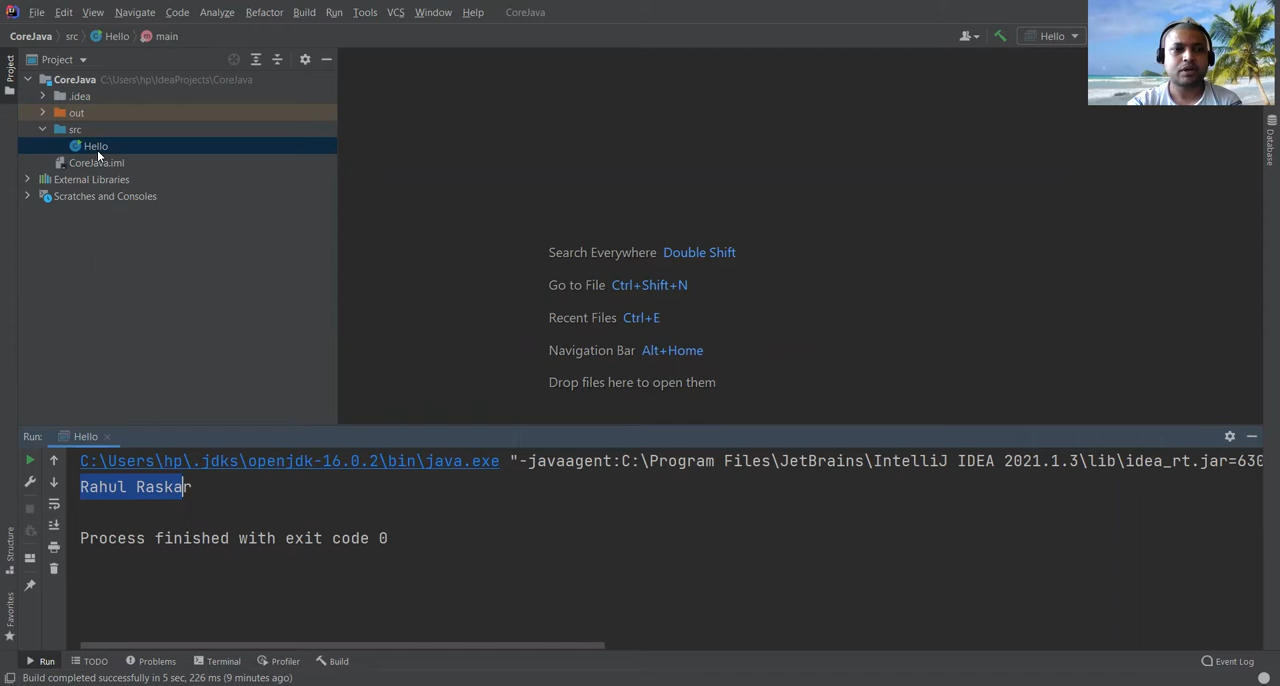 File Edit View Navigate Code Analyze Refactor Build Run Tools VCS Window Help CoreJava
CoreJava src Hello main Hello
Project
CoreJava C:\Users\hp\IdeaProjects\CoreJava
.idea
out
src
Hello
CoreJava.iml
External Libraries
Scratches and Consoles
Project
Database
Search Everywhere Double Shift
Go to File Ctrl+Shift+N
Recent Files Ctrl+E
Navigation Bar Alt+Home
Drop files here to open them
Run: Hello
C:\Users\hp\.jdks\openjdk-16.0.2\bin\java.exe "-javaagent:C:\Program Files\JetBrains\IntelliJ IDEA 2021.1.3\lib\idea_rt.jar=630
Rahul Raskar
Process finished with exit code 0
Structure
Favorites
Run TODO Problems Terminal Profiler Build Event Log
Build completed successfully in 5 sec, 226 ms (9 minutes ago)